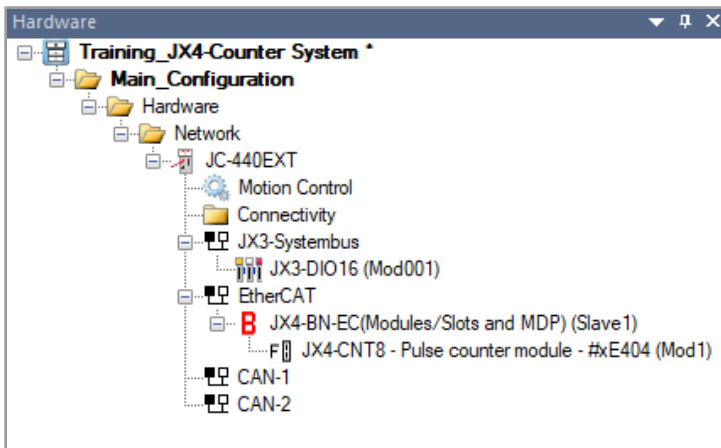 Hardware
Training_JX4-Counter System *
Main_Configuration
Hardware
Network
JC-440EXT
Motion Control
Connectivity
JX3-Systembus
JX3-DIO16 (Mod001)
EtherCAT
B JX4-BN-EC(Modules/Slots and MDP) (Slave1)
F JX4-CNT8 - Pulse counter module - #xE404 (Mod1)
CAN-1
CAN-2